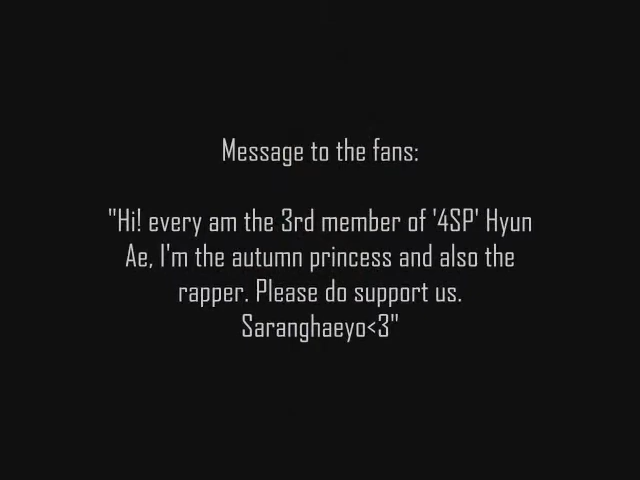 Message to the fans:
"Hi! every am the 3rd member of '4SP' Hyun
Ae, I'm the autumn princess and also the
rapper. Please do support us.
Saranghaeyo<3"